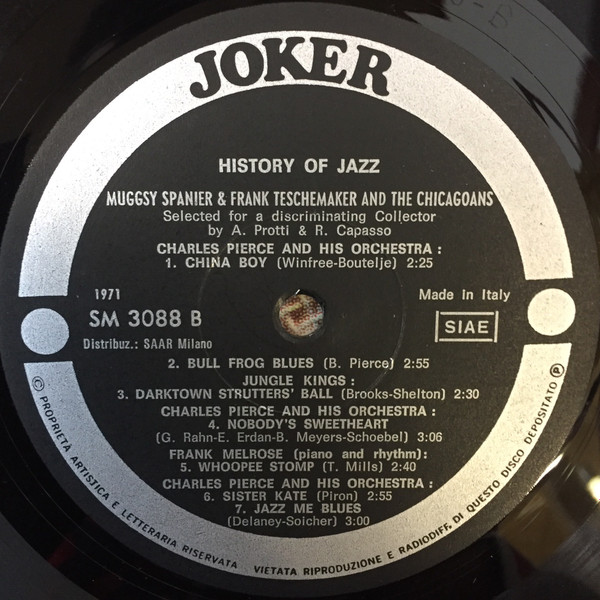 JOKER
HISTORY OF JAZZ
MUGGSY SPANIER & FRANK TESCHEMAKER AND THE CHICAGOANS
Selected for a discriminating Collector
by A. Protti & R. Capasso
CHARLES PIERCE AND HIS ORCHESTRA :
1. CHINA BOY (Winfree-Boutelje) 2:25
1971
SM 3088 B
Distribuz.: SAAR Milano
Made in Italy
SIAE
2. BULL FROG BLUES (B. Pierce) 2:55
JUNGLE KINGS :
3. DARKTOWN STRUTTERS' BALL (Brooks-Shelton) 2:30
CHARLES PIERCE AND HIS ORCHESTRA :
4. NOBODY'S SWEETHEART
(G. Rahn-E. Erdan-B. Meyers-Schoebel) 3:06
FRANK MELROSE (piano and rhythm):
5. WHOOPEE STOMP (T. Mills) 2:40
CHARLES PIERCE AND HIS ORCHESTRA :
6. SISTER KATE (Piron) 2:55
7. JAZZ ME BLUES
(Delaney-Soicher) 3:00
© PROPRIETÀ ARTISTICA E LETTERARIA RISERVATA VIETATA RIPRODUZIONE E RADIODIFF. DI QUESTO DISCO DEPOSITATO ℗